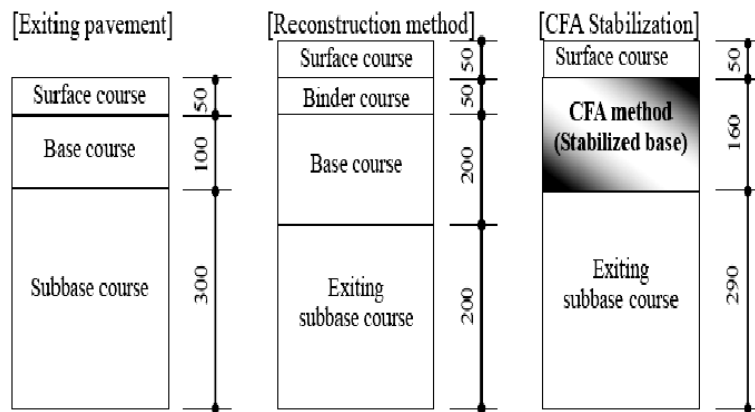 [Exiting pavement]
Surface course
50
Base course
100
Subbase course
300
[Reconstruction method]
Surface course
50
Binder course
50
Base course
200
Exiting
subbase course
200
[CFA Stabilization]
Surface course
50
CFA method
(Stabilized base)
160
Exiting
subbase course
290